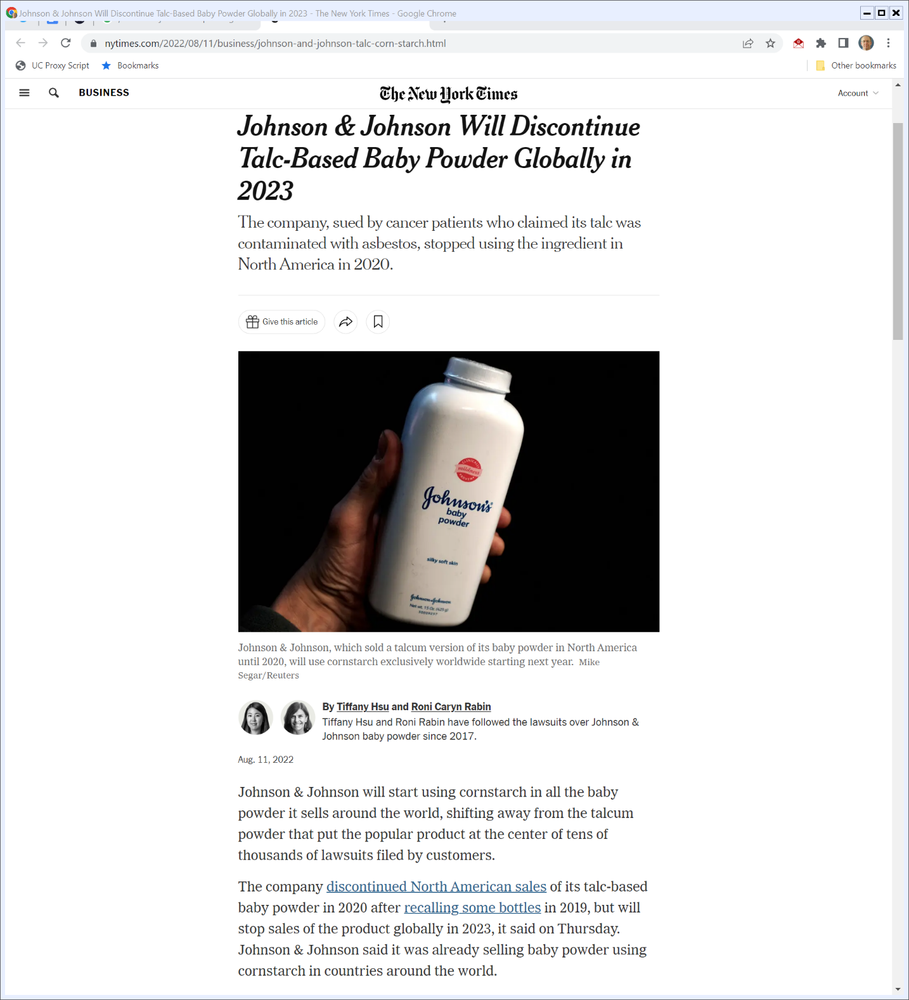 Johnson & Johnson Will Discontinue Talc-Based Baby Powder Globally in 2023 - The New York Times - Google Chrome
nytimes.com/2022/08/11/business/johnson-and-johnson-talc-corn-starch.html
UC Proxy Script
Bookmarks
Other bookmarks
BUSINESS
The New York Times
Account
Johnson & Johnson Will Discontinue
Talc-Based Baby Powder Globally in
2023
The company, sued by cancer patients who claimed its talc was
contaminated with asbestos, stopped using the ingredient in
North America in 2020.
Give this article
CLINICALLY
mildness
PROVEN
Johnson's®
baby
powder
silky soft skin
Johnson & Johnson
Net wt. 15 Oz. (425 g)
Johnson & Johnson, which sold a talcum version of its baby powder in North America
until 2020, will use cornstarch exclusively worldwide starting next year. Mike
Segar/Reuters
By Tiffany Hsu and Roni Caryn Rabin
Tiffany Hsu and Roni Rabin have followed the lawsuits over Johnson &
Johnson baby powder since 2017.
Aug. 11, 2022
Johnson & Johnson will start using cornstarch in all the baby
powder it sells around the world, shifting away from the talcum
powder that put the popular product at the center of tens of
thousands of lawsuits filed by customers.
The company discontinued North American sales of its talc-based
baby powder in 2020 after recalling some bottles in 2019, but will
stop sales of the product globally in 2023, it said on Thursday.
Johnson & Johnson said it was already selling baby powder using
cornstarch in countries around the world.